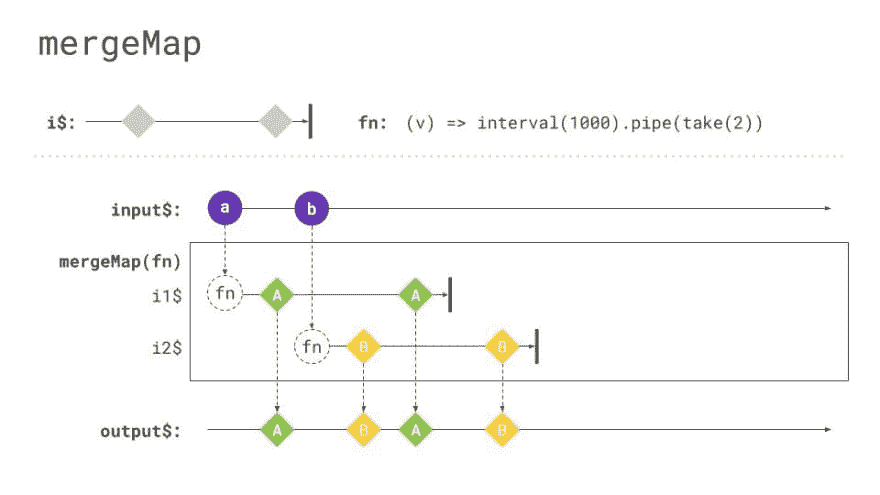 mergeMap
i$: fn: (v) => interval(1000).pipe(take(2))
input$: a b
mergeMap(fn)
i1$ fn A A
i2$ fn B B
output$: A B A B